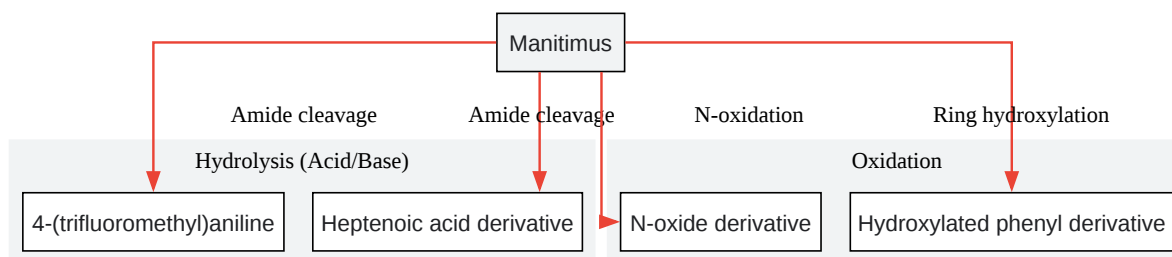 Manitimus
Amide cleavage
Amide cleavage
N-oxidation
Ring hydroxylation
Hydrolysis (Acid/Base)
Oxidation
4-(trifluoromethyl)aniline
Heptenoic acid derivative
N-oxide derivative
Hydroxylated phenyl derivative